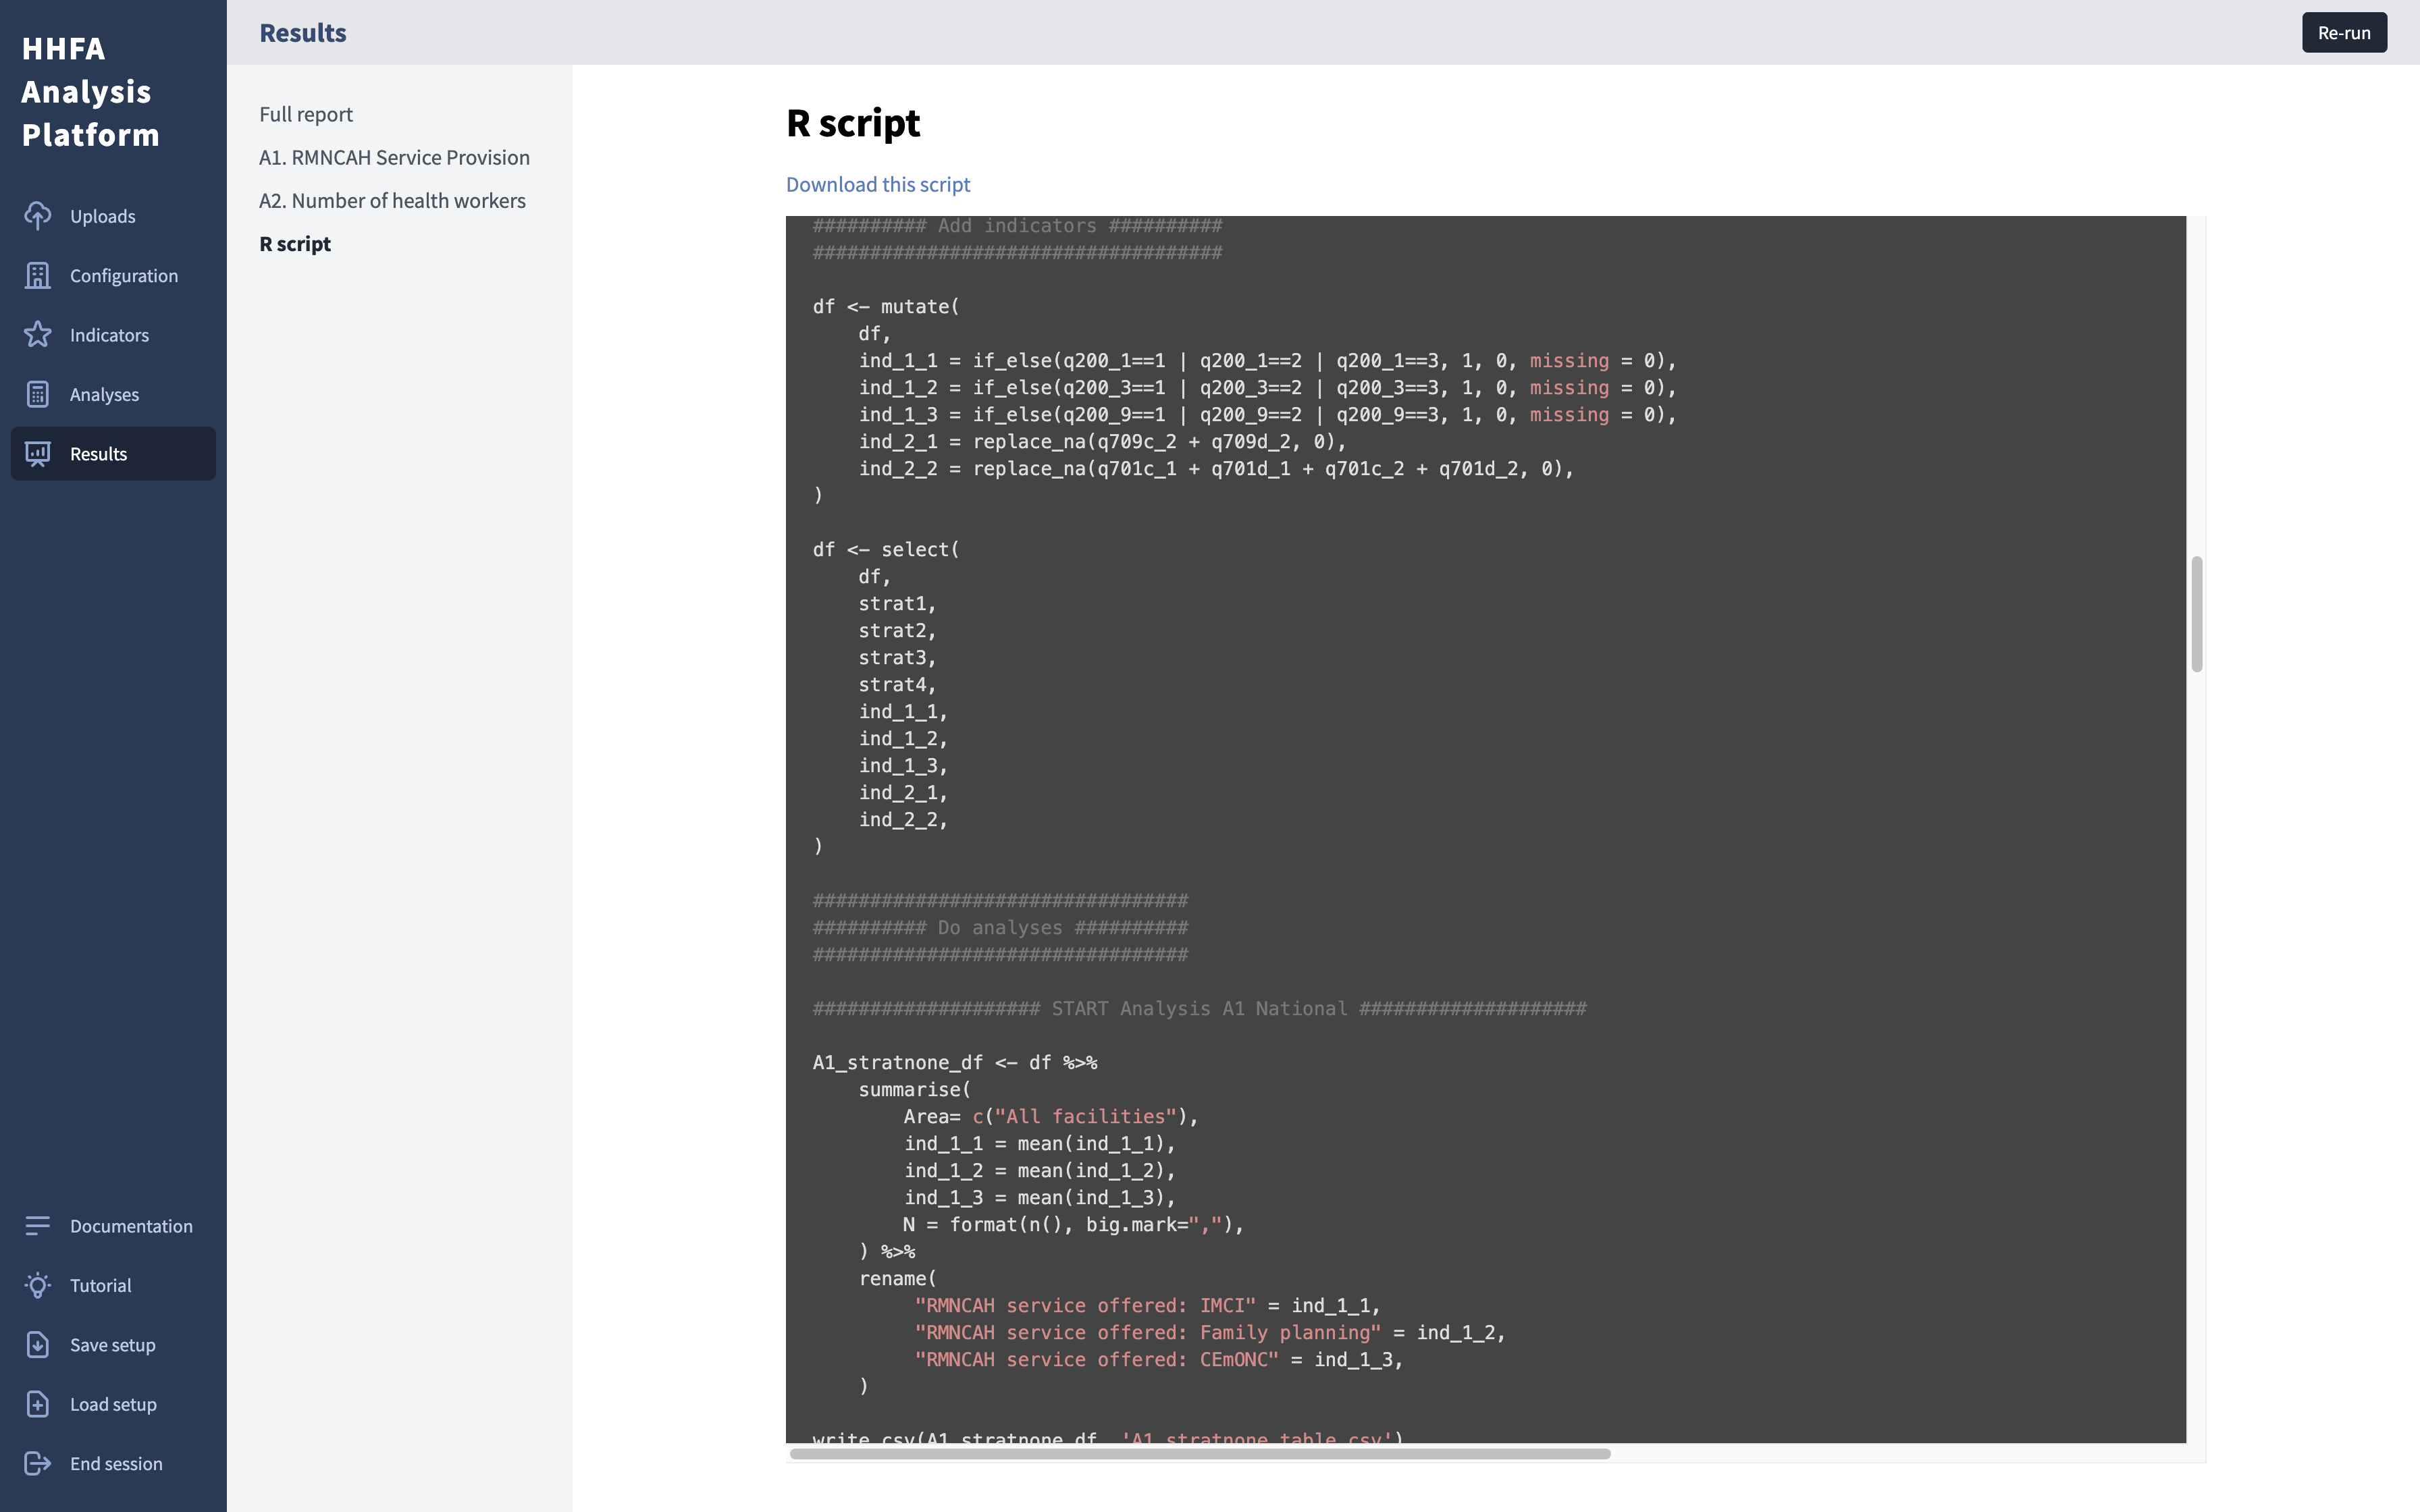 HHFA
Analysis
Platform
Uploads
Configuration
Indicators
Analyses
Results
Documentation
Tutorial
Save setup
Load setup
End session
Results
Re-run
Full report
A1. RMNCAH Service Provision
A2. Number of health workers
R script
R script
Download this script
########## Add indicators ##########
####################################
df <- mutate(
    df,
    ind_1_1 = if_else(q200_1==1 | q200_1==2 | q200_1==3, 1, 0, missing = 0),
    ind_1_2 = if_else(q200_3==1 | q200_3==2 | q200_3==3, 1, 0, missing = 0),
    ind_1_3 = if_else(q200_9==1 | q200_9==2 | q200_9==3, 1, 0, missing = 0),
    ind_2_1 = replace_na(q709c_2 + q709d_2, 0),
    ind_2_2 = replace_na(q701c_1 + q701d_1 + q701c_2 + q701d_2, 0),
)
df <- select(
    df,
    strat1,
    strat2,
    strat3,
    strat4,
    ind_1_1,
    ind_1_2,
    ind_1_3,
    ind_2_1,
    ind_2_2,
)
#################################
########## Do analyses ##########
#################################
#################### START Analysis A1 National ####################
A1_stratnone_df <- df %>%
    summarise(
        Area= c("All facilities"),
        ind_1_1 = mean(ind_1_1),
        ind_1_2 = mean(ind_1_2),
        ind_1_3 = mean(ind_1_3),
        N = format(n(), big.mark=","),
    ) %>%
    rename(
         "RMNCAH service offered: IMCI" = ind_1_1,
         "RMNCAH service offered: Family planning" = ind_1_2,
         "RMNCAH service offered: CEmONC" = ind_1_3,
    )
write_csv(A1_stratnone_df, 'A1_stratnone_table.csv')